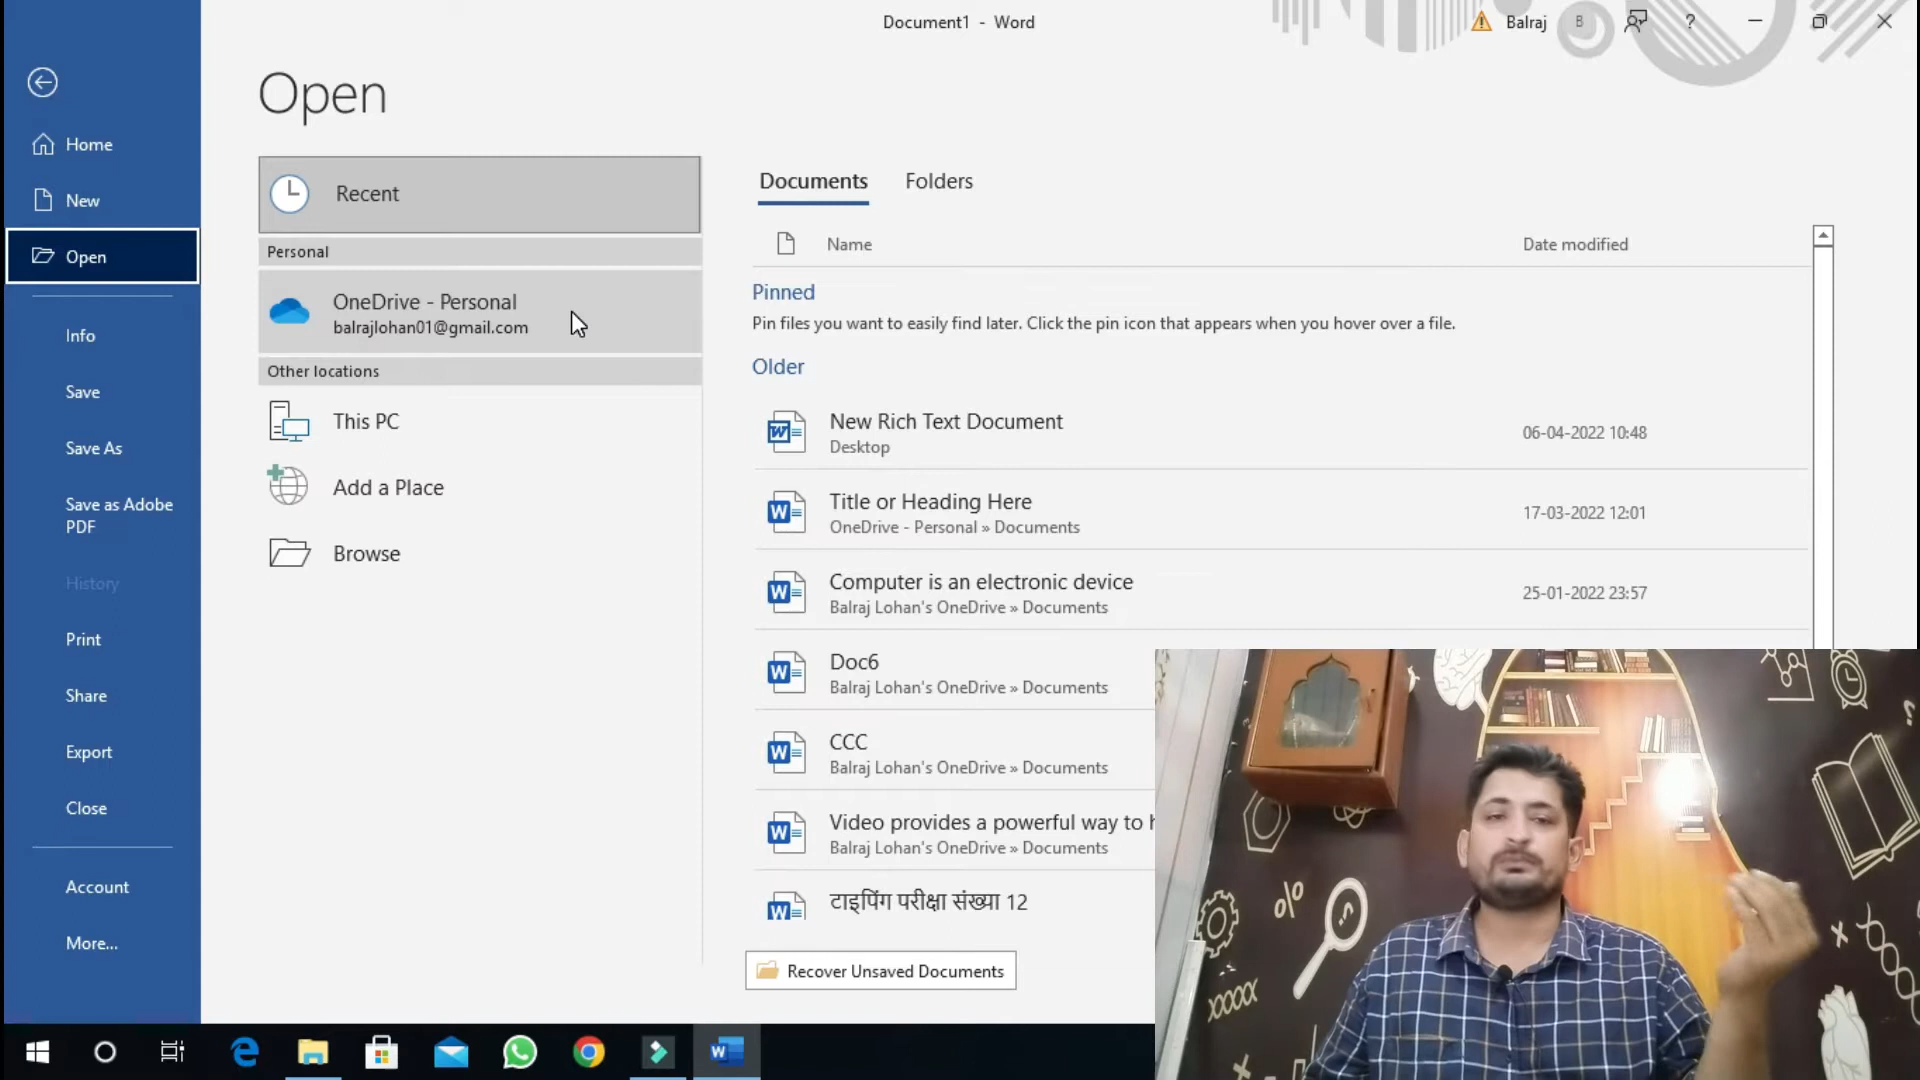 Document1 - Word
Balraj
B
?
Open
Home
New
Open
Info
Save
Save As
Save as Adobe
PDF
History
Print
Share
Export
Close
Account
More...
Recent
Personal
OneDrive - Personal
balrajlohan01@gmail.com
Other locations
This PC
Add a Place
Browse
Documents
Folders
Name
Date modified
Pinned
Pin files you want to easily find later. Click the pin icon that appears when you hover over a file.
Older
New Rich Text Document
Desktop
06-04-2022 10:48
Title or Heading Here
OneDrive - Personal » Documents
17-03-2022 12:01
Computer is an electronic device
Balraj Lohan's OneDrive » Documents
25-01-2022 23:57
Doc6
Balraj Lohan's OneDrive » Documents
CCC
Balraj Lohan's OneDrive » Documents
Video provides a powerful way to
Balraj Lohan's OneDrive » Documents
टाइपिंग परीक्षा संख्या 12
Recover Unsaved Documents
%